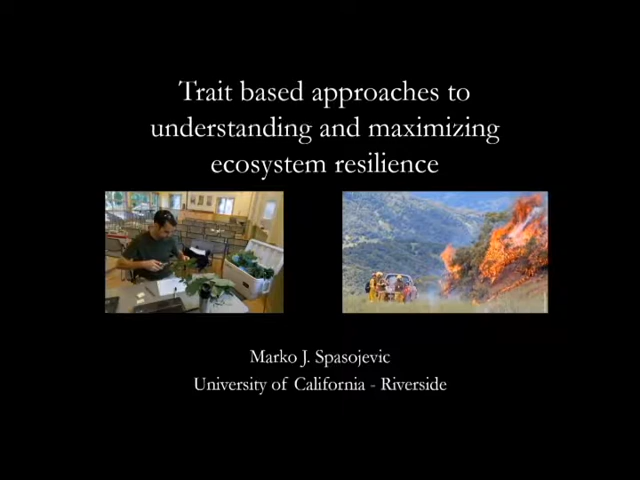 Trait based approaches to
understanding and maximizing
ecosystem resilience
Marko J. Spasojevic
University of California - Riverside